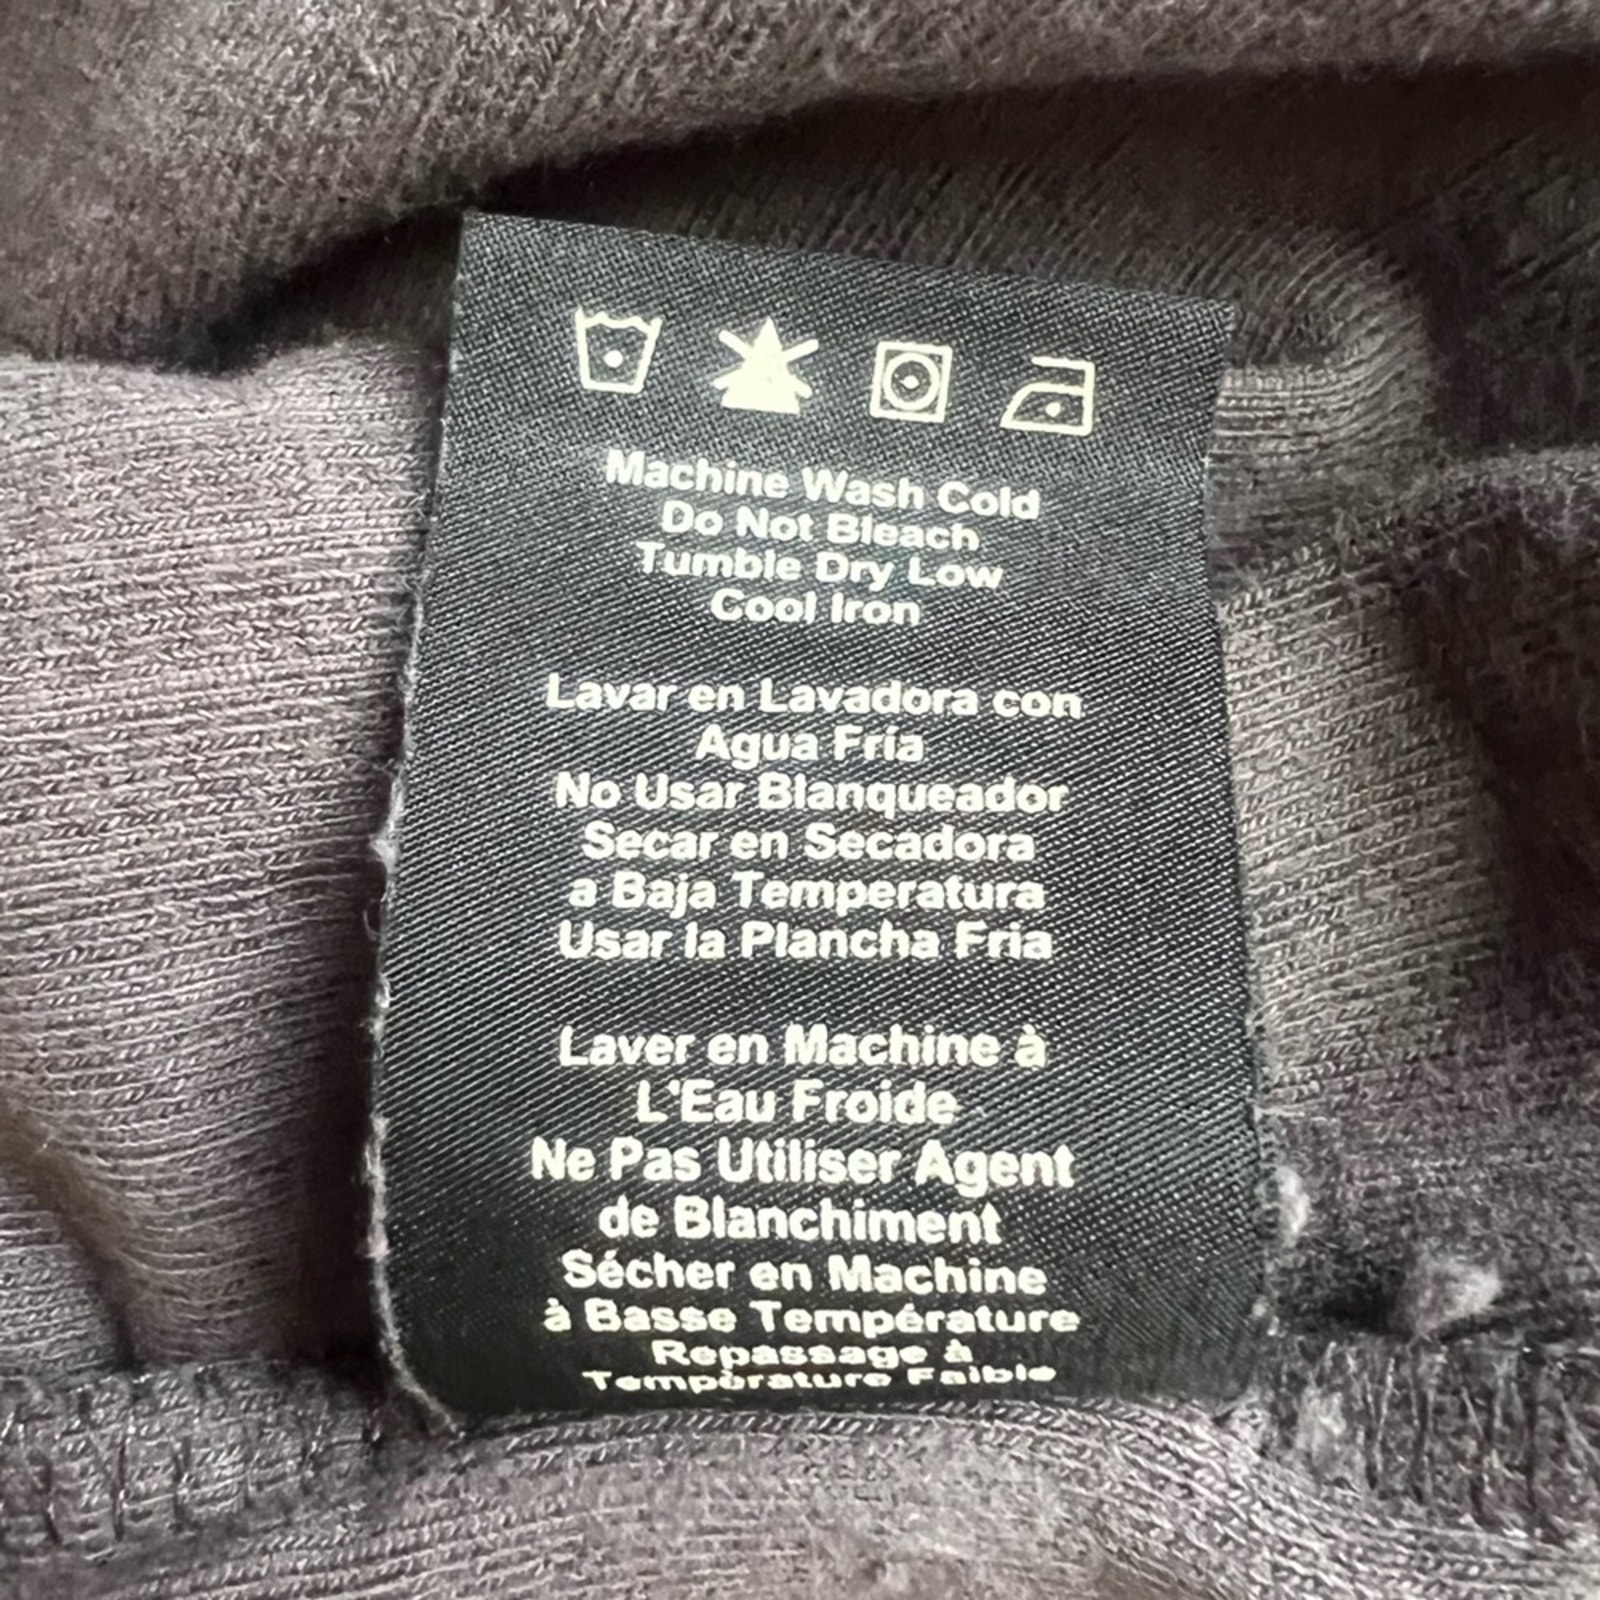 Machine Wash Cold
Do Not Bleach
Tumble Dry Low
Cool Iron
Lavar en Lavadora con
Agua Fría
No Usar Blanqueador
Secar en Secadora
a Baja Temperatura
Usar la Plancha Fria
Laver en Machine à
L'Eau Froide
Ne Pas Utiliser Agent
de Blanchiment
Sécher en Machine
à Basse Température
Repassage à
Température Faible